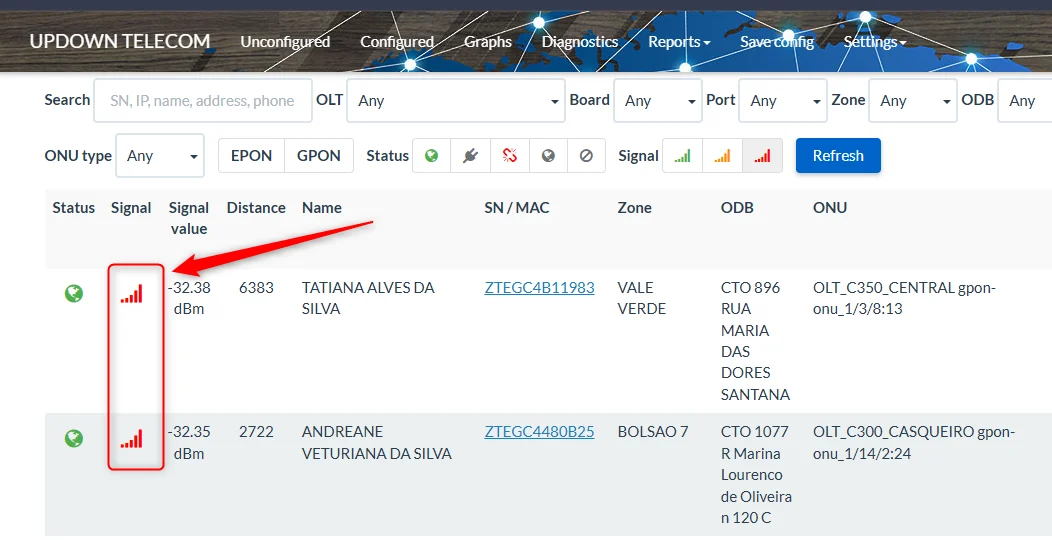 UPDOWN TELECOM Unconfigured Configured Graphs Diagnostics Reports Save config Settings
Search SN, IP, name, address, phone OLT Any Board Any Port Any Zone Any ODB Any
ONU type Any EPON GPON Status Signal Refresh
Status Signal Signal value Distance Name SN / MAC Zone ODB ONU
-32.38 dBm 6383 TATIANA ALVES DA SILVA ZTEGC4B11983 VALE VERDE CTO 896 RUA MARIA DAS DORES SANTANA OLT_C350_CENTRAL gpon-onu_1/3/8:13
-32.35 dBm 2722 ANDREANE VETURIANA DA SILVA ZTEGC4480B25 BOLSAO 7 CTO 1077 R Marina Lourenco de Oliveira n 120 C OLT_C300_CASQUEIRO gpon-onu_1/14/2:24